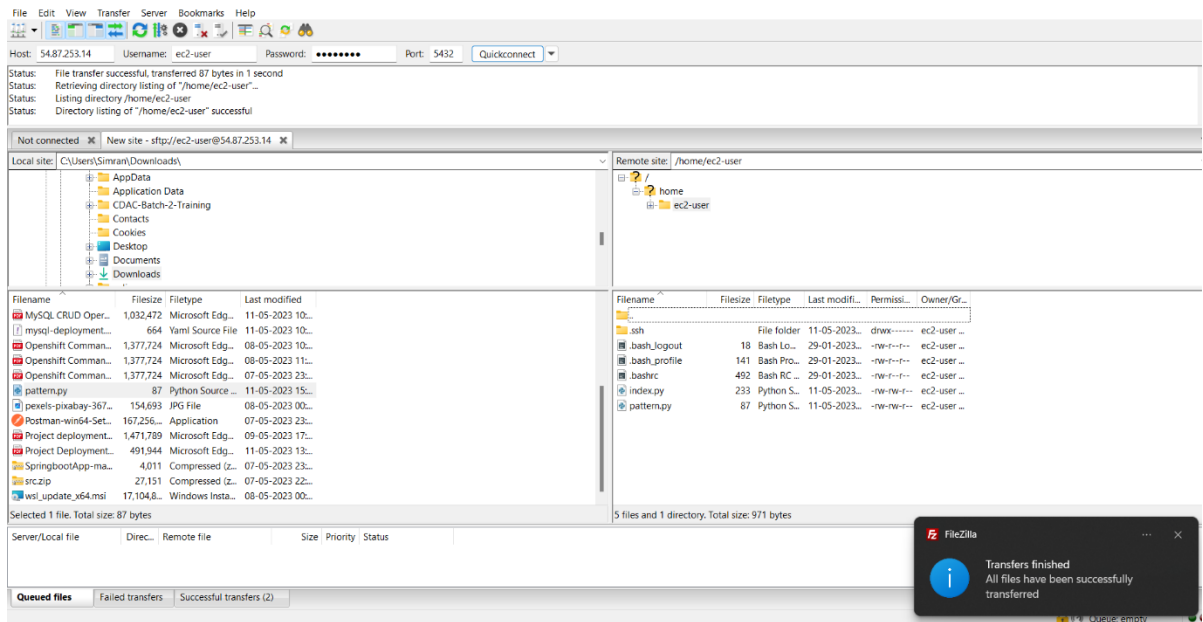 File Edit View Transfer Server Bookmarks Help
Host: 54.87.253.14 Username: ec2-user Password: ●●●●●●●● Port: 5432 Quickconnect
Status: File transfer successful, transferred 87 bytes in 1 second
Status: Retrieving directory listing of "/home/ec2-user"...
Status: Listing directory /home/ec2-user
Status: Directory listing of "/home/ec2-user" successful
Not connected New site - sftp://ec2-user@54.87.253.14
Local site: C:\Users\Simran\Downloads\
AppData
Application Data
CDAC-Batch-2-Training
Contacts
Cookies
Desktop
Documents
Downloads
Filename Filesize Filetype Last modified
MySQL CRUD Oper... 1,032,472 Microsoft Edg... 11-05-2023 10:...
mysql-deployment.... 664 Yaml Source File 11-05-2023 10:...
Openshift Comman... 1,377,724 Microsoft Edg... 08-05-2023 10:...
Openshift Comman... 1,377,724 Microsoft Edg... 08-05-2023 11:...
Openshift Comman... 1,377,724 Microsoft Edg... 07-05-2023 23:...
pattern.py 87 Python Source ... 11-05-2023 15:...
pexels-pixabay-367... 154,693 JPG File 08-05-2023 00:...
Postman-win64-Set... 167,256,... Application 07-05-2023 23:...
Project deployment... 1,471,789 Microsoft Edg... 09-05-2023 17:...
Project Deployment... 491,944 Microsoft Edg... 11-05-2023 13:...
SpringbootApp-ma... 4,011 Compressed (z... 07-05-2023 23:...
src.zip 27,151 Compressed (z... 07-05-2023 22:...
wsl_update_x64.msi 17,104,8... Windows Insta... 08-05-2023 00:...
Selected 1 file. Total size: 87 bytes
Remote site: /home/ec2-user
/
home
ec2-user
Filename Filesize Filetype Last modifi... Permissi... Owner/Gr...
..
.ssh File folder 11-05-2023... drwx------ ec2-user ...
.bash_logout 18 Bash Lo... 29-01-2023... -rw-r--r-- ec2-user ...
.bash_profile 141 Bash Pro... 29-01-2023... -rw-r--r-- ec2-user ...
.bashrc 492 Bash RC ... 29-01-2023... -rw-r--r-- ec2-user ...
index.py 233 Python S... 11-05-2023... -rw-rw-r-- ec2-user ...
pattern.py 87 Python S... 11-05-2023... -rw-rw-r-- ec2-user ...
5 files and 1 directory. Total size: 971 bytes
Server/Local file Direc... Remote file Size Priority Status
Queued files Failed transfers Successful transfers (2)
FileZilla
Transfers finished
All files have been successfully
transferred
Queue: empty